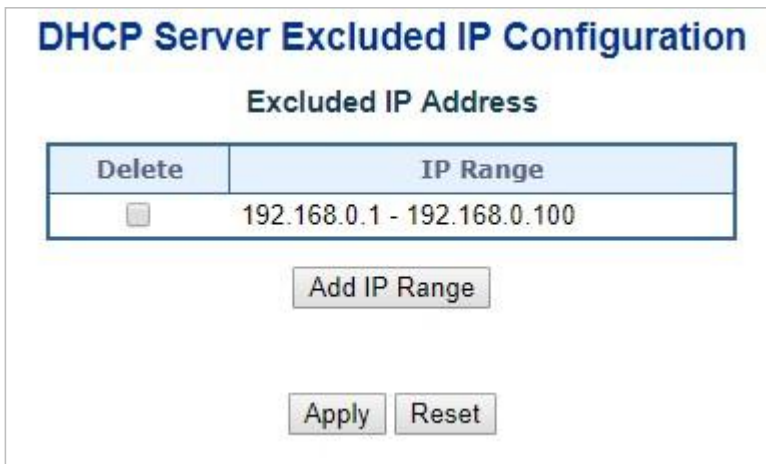 DHCP Server Excluded IP Configuration
Excluded IP Address
Delete IP Range
192.168.0.1 - 192.168.0.100
Add IP Range
Apply Reset